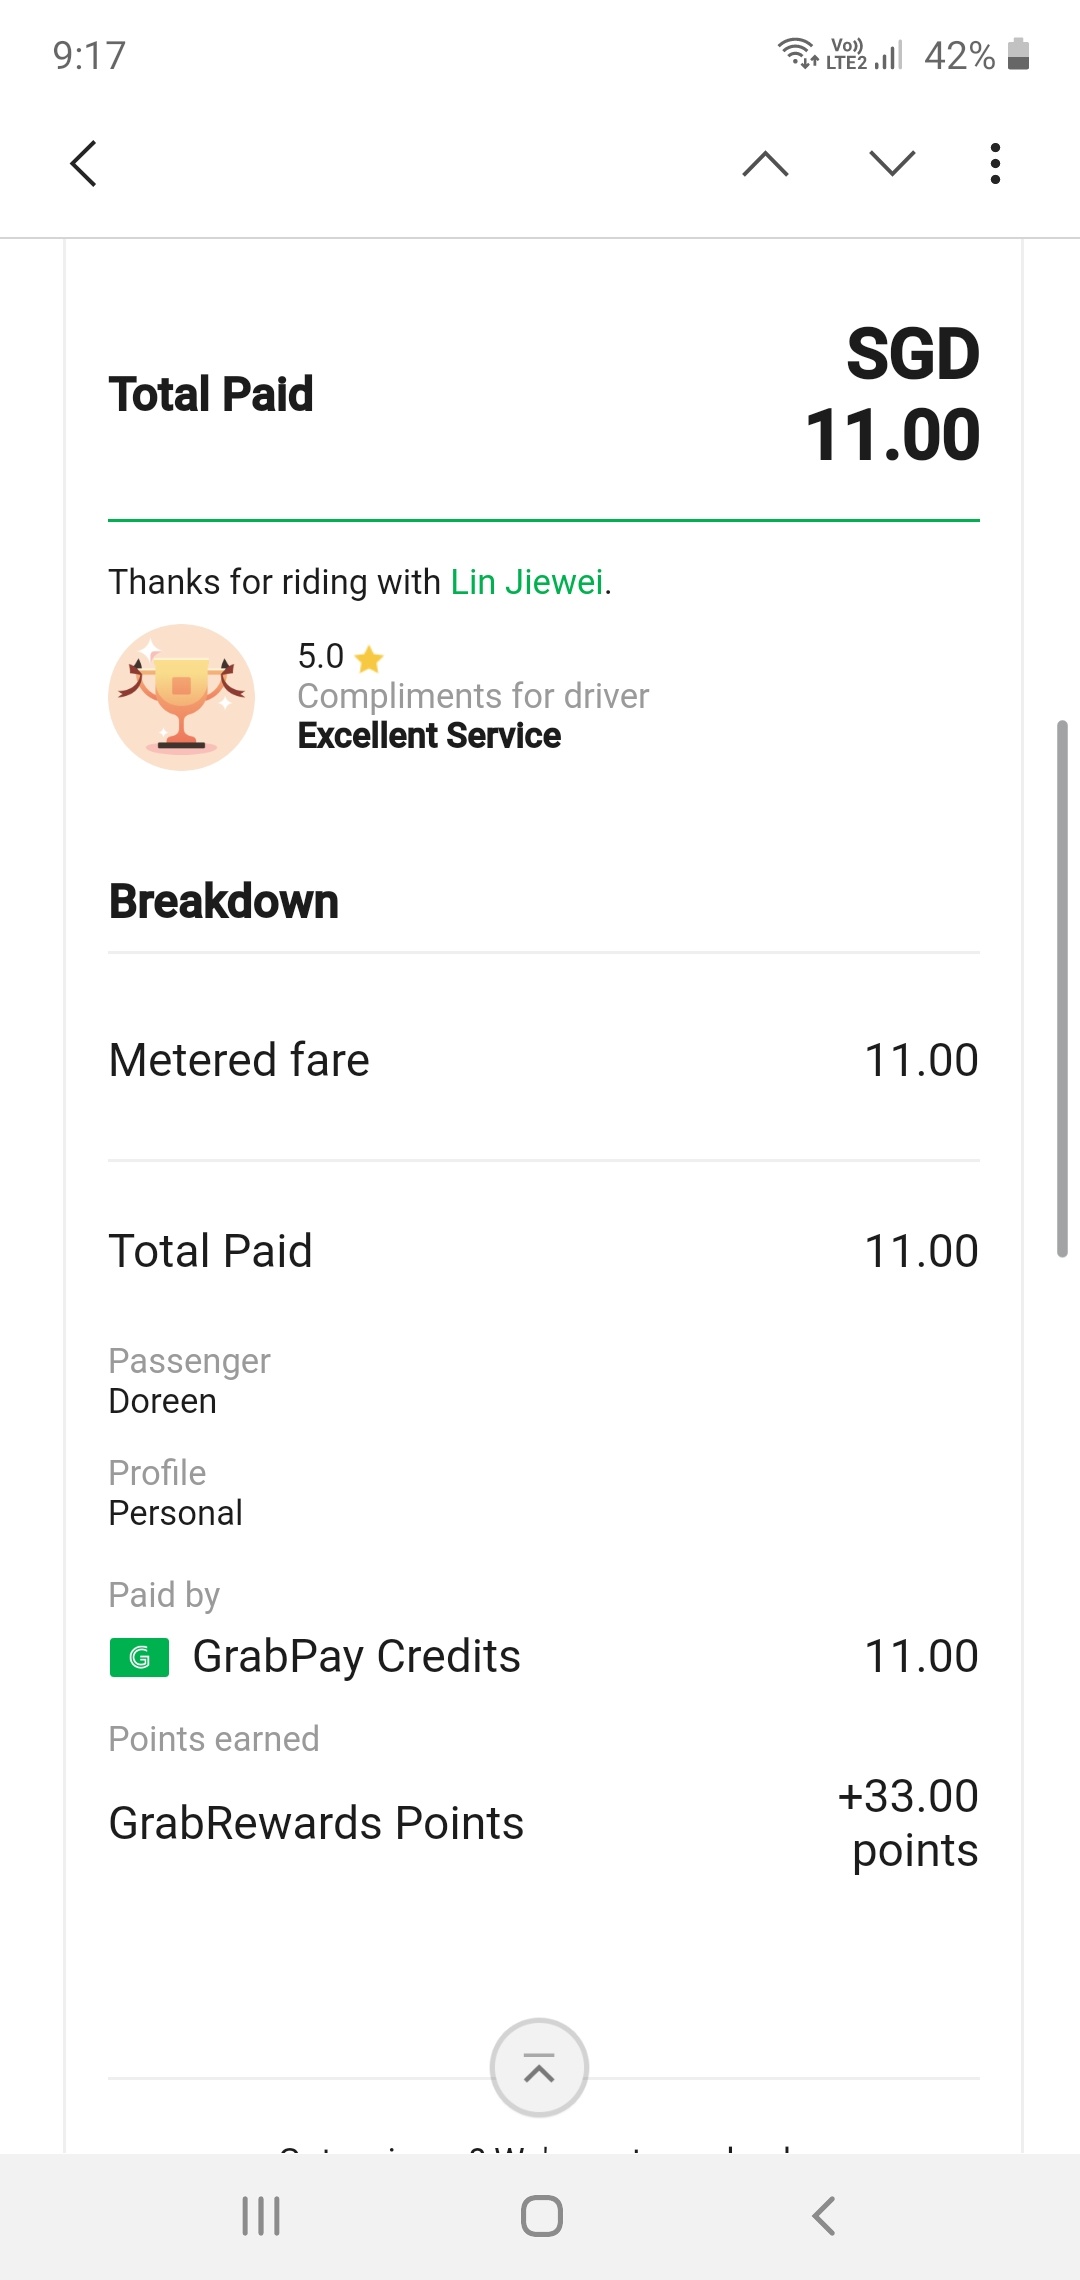 9:17
Vo)) LTE2 42%
SGD
Total Paid
11.00
Thanks for riding with Lin Jiewei.
5.0
Compliments for driver
Excellent Service
Breakdown
Metered fare 11.00
Total Paid 11.00
Passenger
Doreen
Profile
Personal
Paid by
G GrabPay Credits 11.00
Points earned
GrabRewards Points +33.00
points